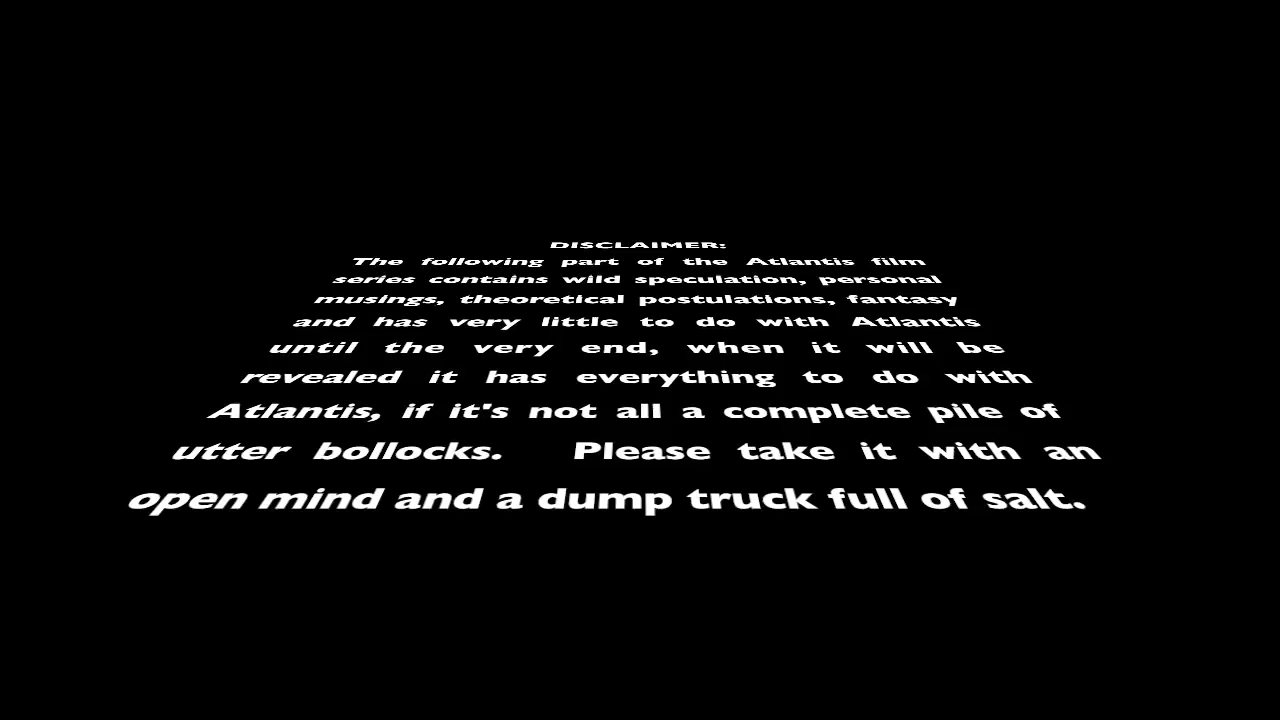 DISCLAIMER:
The following part of the Atlantis film
series contains wild speculation, personal
musings, theoretical postulations, fantasy
and has very little to do with Atlantis
until the very end, when it will be
revealed it has everything to do with
Atlantis, if it's not all a complete pile of
utter bollocks. Please take it with an
open mind and a dump truck full of salt.